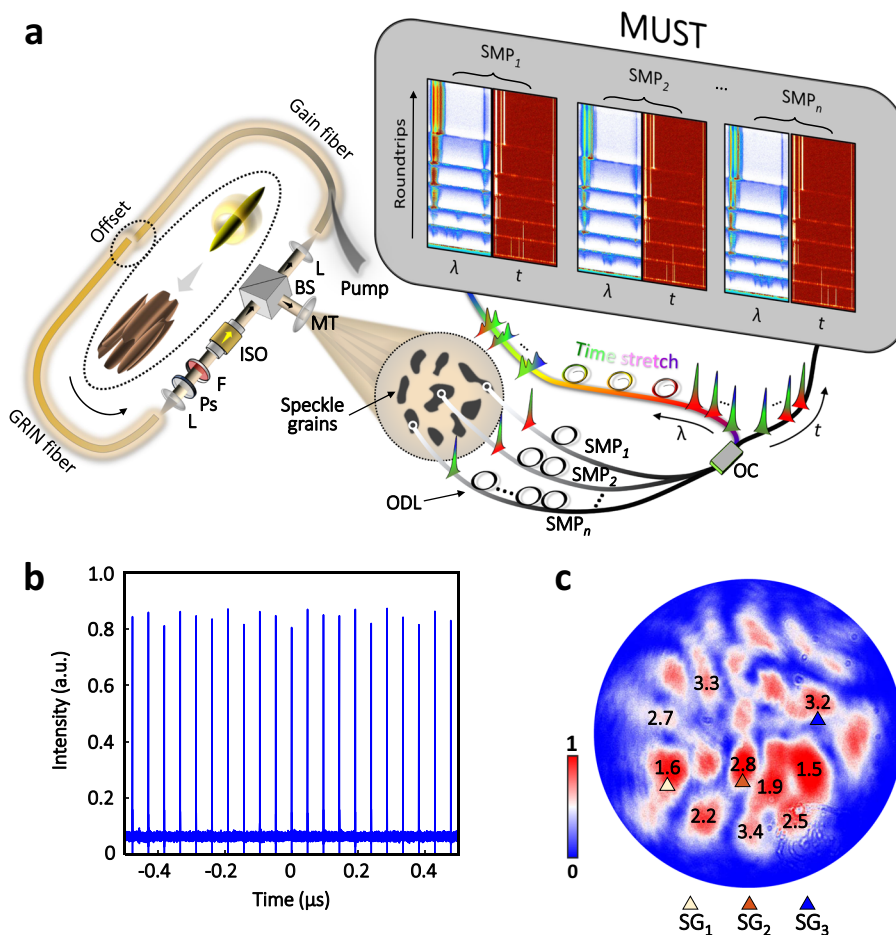 a
MUST
SMP1
SMP2
...
SMPn
Roundtrips
λ
t
λ
t
λ
t
Gain fiber
Offset
L
BS
Pump
MT
ISO
F
Ps
L
GRIN fiber
Speckle
grains
Time stretch
λ
t
OC
SMP1
SMP2
SMPn
ODL
b
1.0
0.8
0.6
0.4
0.2
0
Intensity (a.u.)
-0.4
-0.2
0
0.2
0.4
Time (µs)
c
3.3
3.2
2.7
1.6
2.8
1.5
1.9
2.2
3.4
2.5
1
0
SG1
SG2
SG3